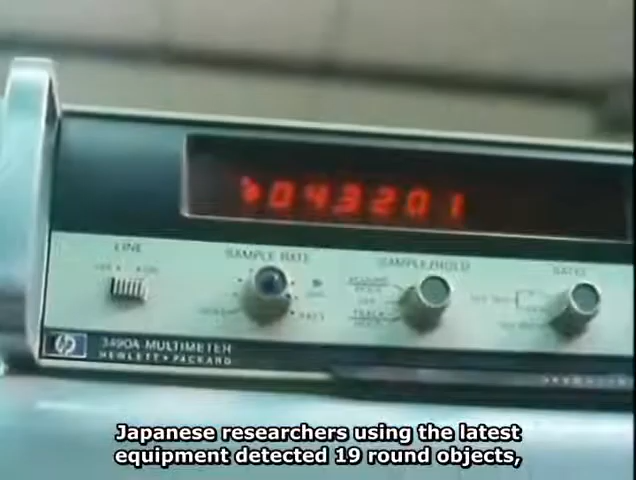 043201
LINE
SAMPLE RATE
SAMPLE/HOLD
RATIO
hp
3490A MULTIMETER
HEWLETT • PACKARD
Japanese researchers using the latest
equipment detected 19 round objects,